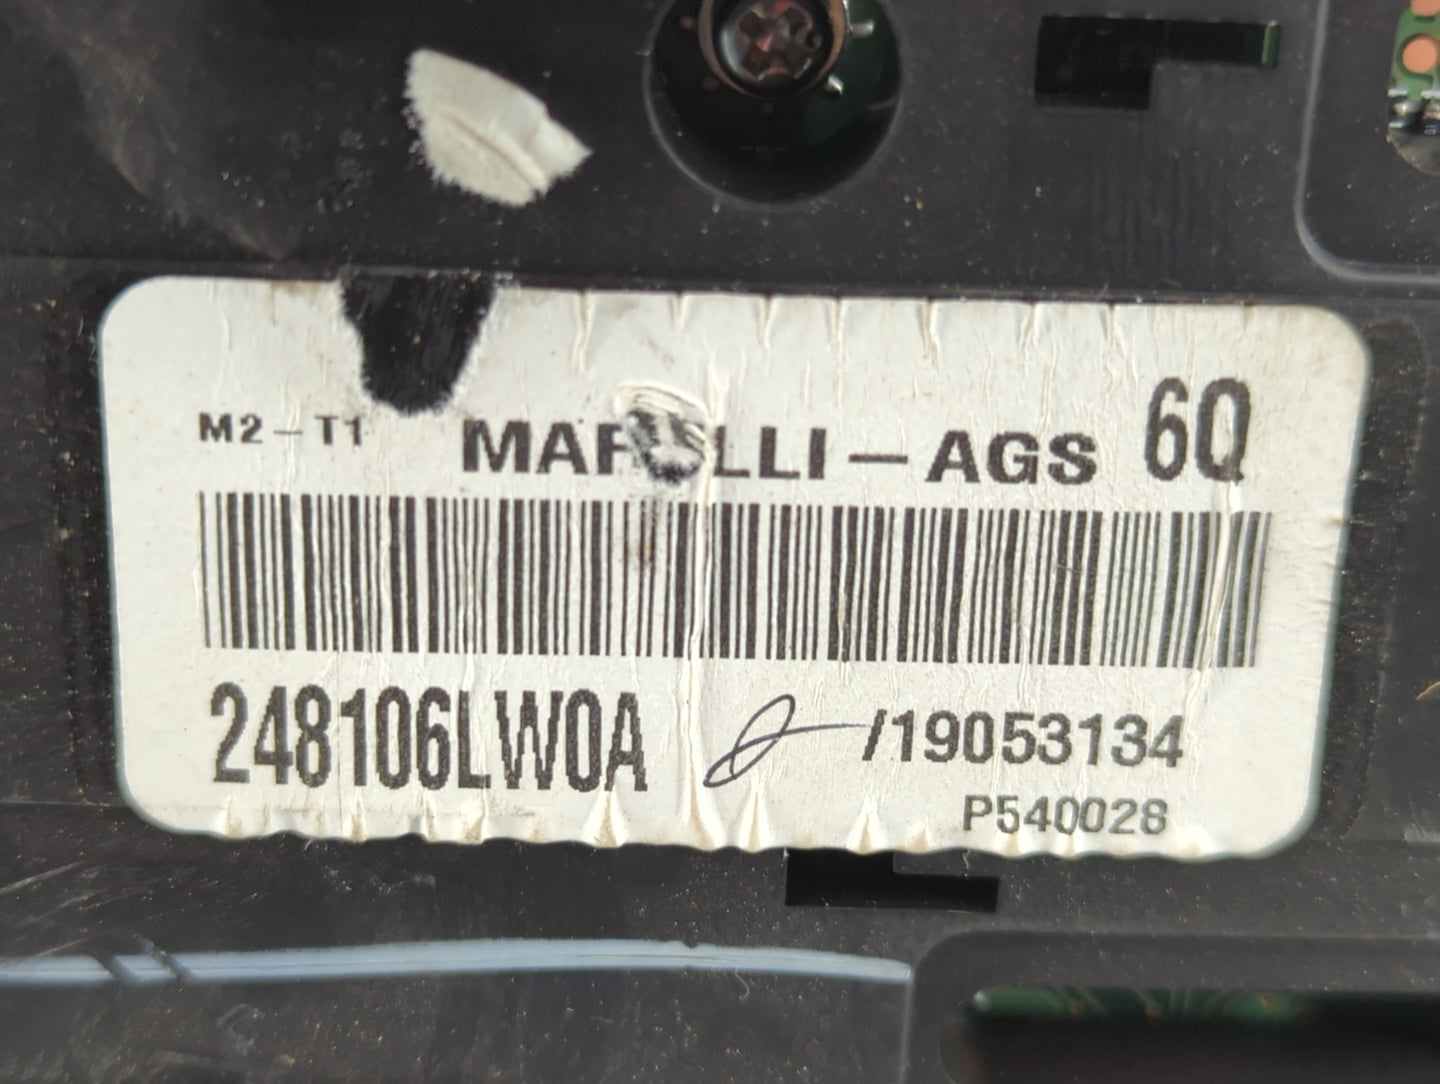 M2-T1 MARELLI-AGS 6Q
248106LW0A /19053134
P540028